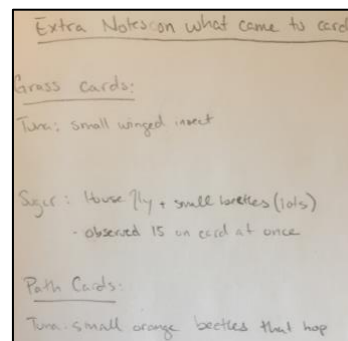 Extra Notes on what came to card
Grass Cards:
Tuna: small winged insect
Sugar: House fly + small beetles (lots)
- observed 15 on card at once
Path Cards:
Tuna: small orange beetles that hop